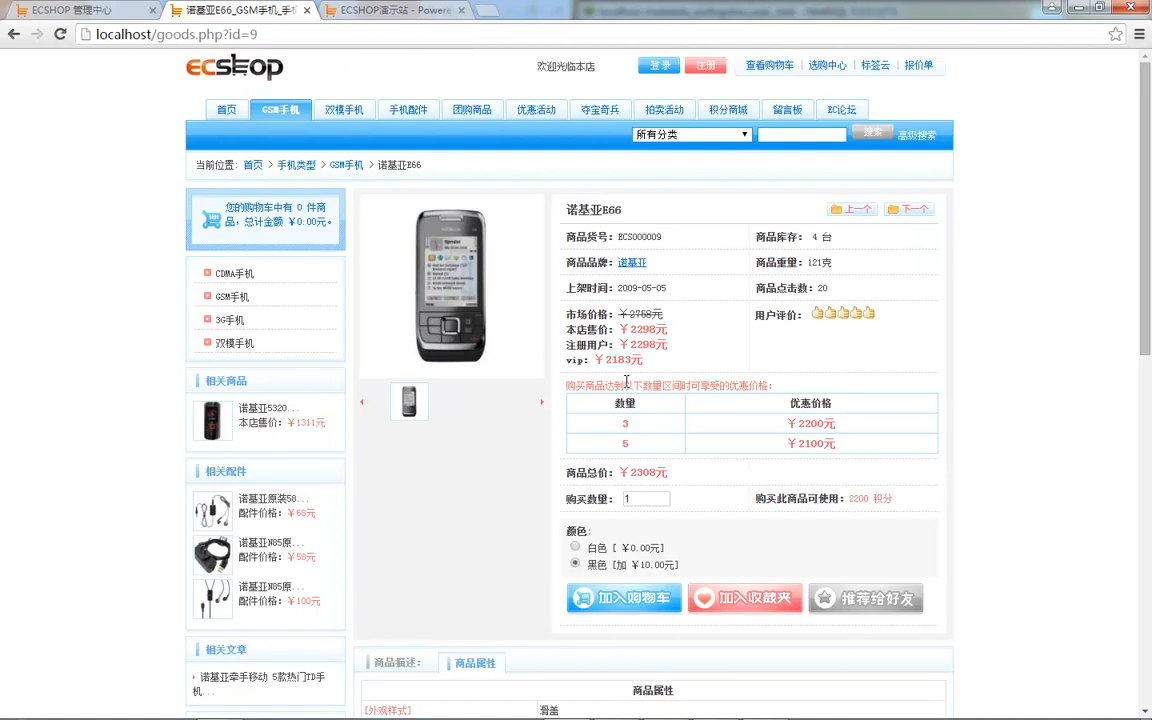 ECSHOP 管理中心
诺基亚E66_GSM手机_手
ECSHOP演示站 - Powere
localhost/goods.php?id=9
ecshop
欢迎光临本店
登录
注册
查看购物车
选购中心
标签云
报价单
首页
GSM手机
双模手机
手机配件
团购商品
优惠活动
夺宝奇兵
拍卖活动
积分商城
留言板
EC论坛
所有分类
搜索
高级搜索
当前位置: 首页 > 手机类型 > GSM手机 > 诺基亚E66
您的购物车中有 0 件商
品,总计金额 ￥0.00元。
CDMA手机
GSM手机
3G手机
双模手机
相关商品
诺基亚5320...
本店售价: ￥1311元
相关配件
诺基亚原装58...
配件价格: ￥68元
诺基亚N85原...
配件价格: ￥58元
诺基亚N85原...
配件价格: ￥100元
相关文章
诺基亚牵手移动 5款热门TD手
机...
诺基亚E66
上一个
下一个
商品货号: ECS000009
商品库存: 4 台
商品品牌: 诺基亚
商品重量: 121克
上架时间: 2009-05-05
商品点击数: 20
市场价格: ￥2758元
用户评价:
本店售价: ￥2298元
注册用户: ￥2298元
vip: ￥2183元
购买商品达到以下数量区间时可享受的优惠价格:
数量
优惠价格
3
￥2200元
5
￥2100元
商品总价: ￥2308元
购买数量: 1
购买此商品可使用: 2200 积分
颜色:
白色 [ ￥0.00元]
黑色 [加 ￥10.00元]
加入购物车
加入收藏夹
推荐给好友
商品描述:
商品属性
商品属性
[外观样式]
滑盖